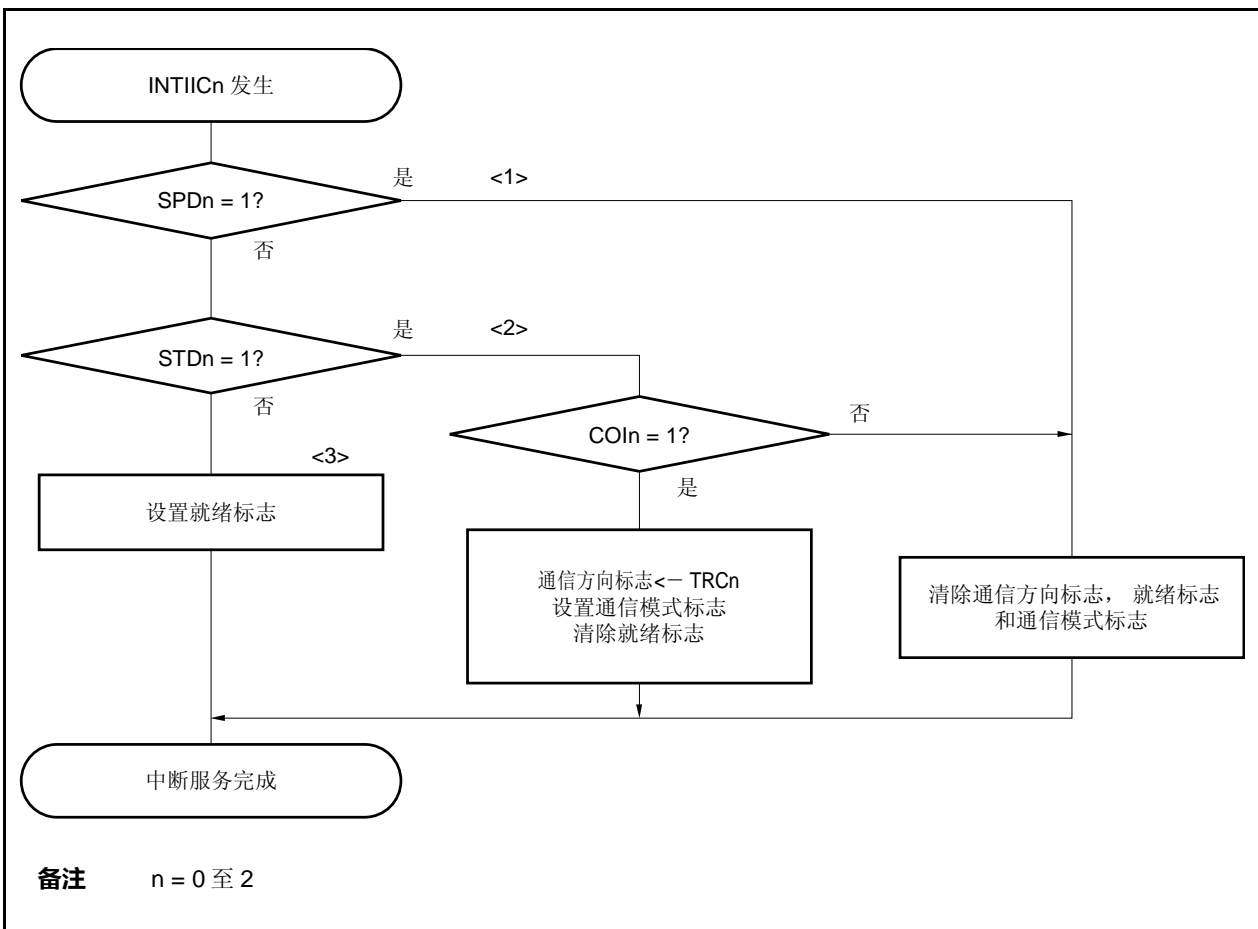 INTIICn 发生
是
<1>
SPDn = 1?
否
是
<2>
STDn = 1?
否
否
COIn = 1?
<3>
是
设置就绪标志
通信方向标志<－ TRCn
设置通信模式标志
清除就绪标志
清除通信方向标志， 就绪标志
和通信模式标志
中断服务完成
备注 n = 0 至 2